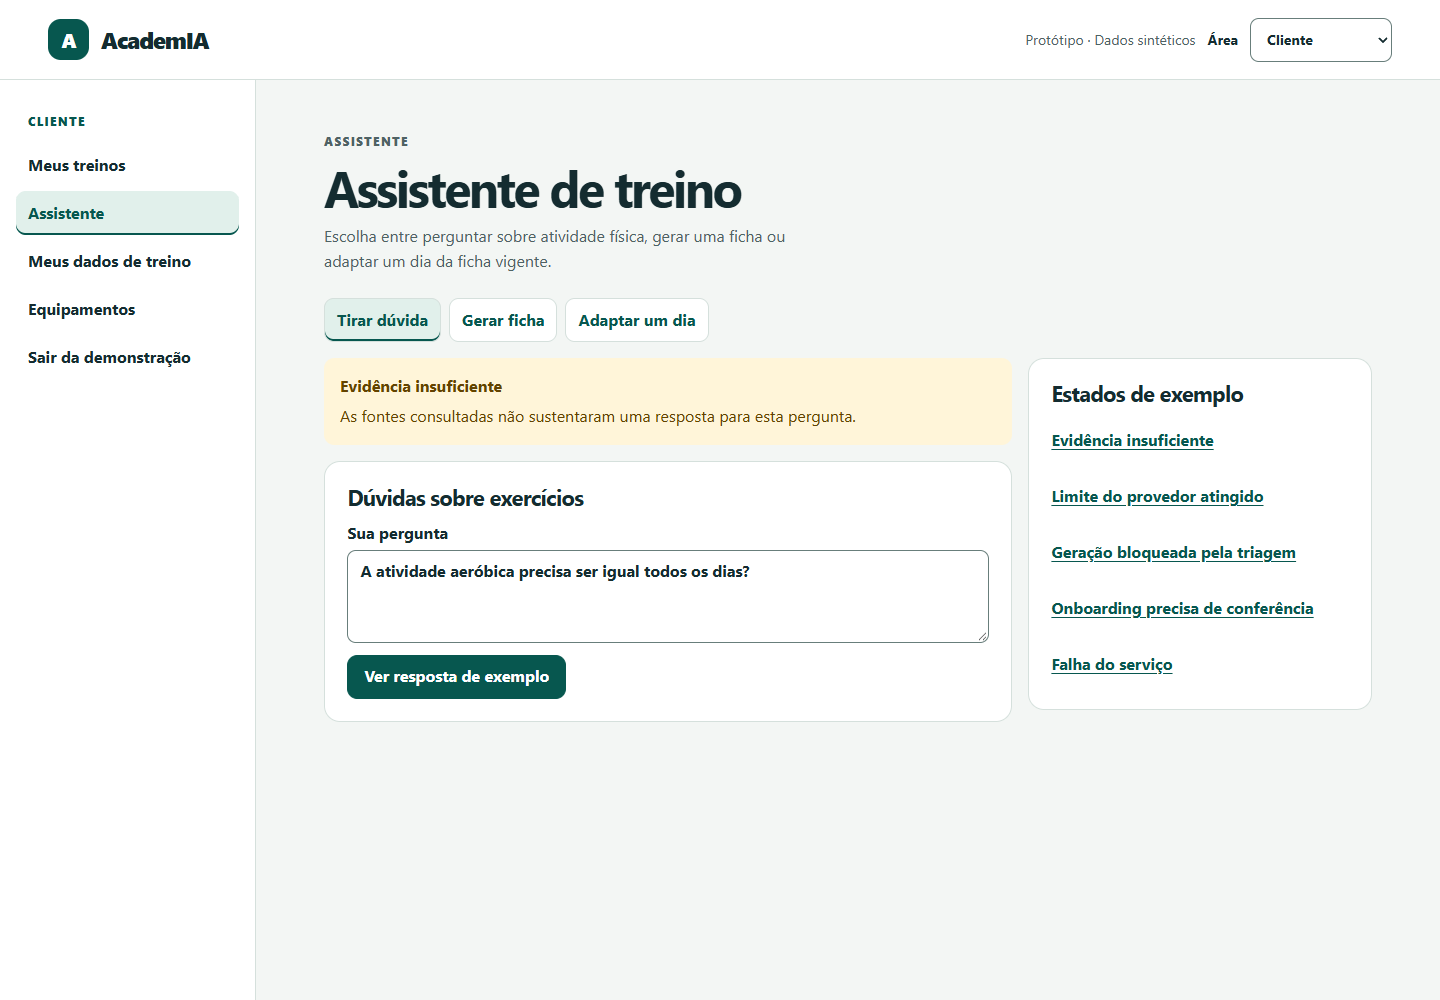 A
AcademIA
Protótipo · Dados sintéticos
Área
Cliente
CLIENTE
Meus treinos
Assistente
Meus dados de treino
Equipamentos
Sair da demonstração
ASSISTENTE
Assistente de treino
Escolha entre perguntar sobre atividade física, gerar uma ficha ou
adaptar um dia da ficha vigente.
Tirar dúvida
Gerar ficha
Adaptar um dia
Evidência insuficiente
As fontes consultadas não sustentaram uma resposta para esta pergunta.
Dúvidas sobre exercícios
Sua pergunta
A atividade aeróbica precisa ser igual todos os dias?
Ver resposta de exemplo
Estados de exemplo
Evidência insuficiente
Limite do provedor atingido
Geração bloqueada pela triagem
Onboarding precisa de conferência
Falha do serviço